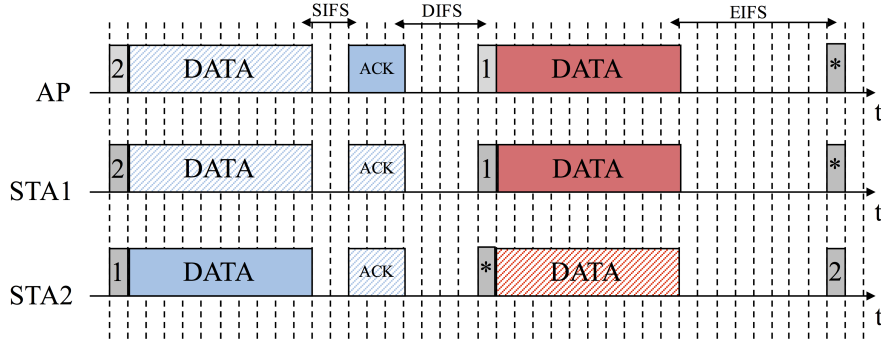 SIFS DIFS EIFS
2 DATA ACK 1 DATA *
AP
t
2 DATA ACK 1 DATA *
STA1
t
1 DATA ACK * DATA 2
STA2
t